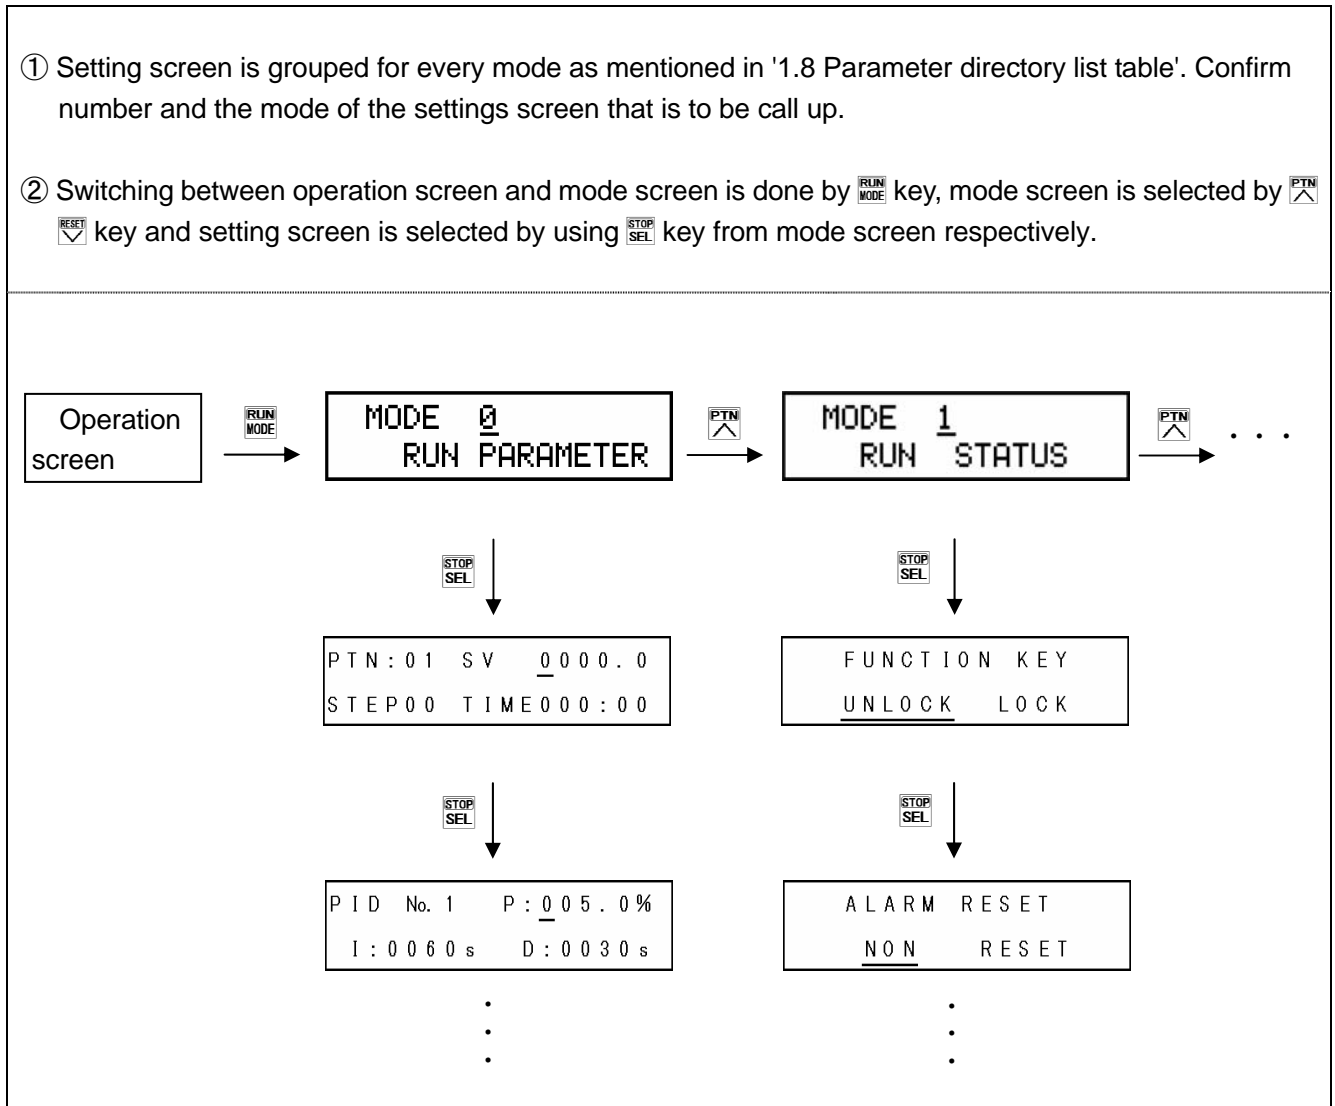 ① Setting screen is grouped for every mode as mentioned in '1.8 Parameter directory list table'. Confirm
number and the mode of the settings screen that is to be call up.
② Switching between operation screen and mode screen is done by RUN MODE key, mode screen is selected by PTN
RESET key and setting screen is selected by using STOP SEL key from mode screen respectively.
Operation
screen
RUN
MODE
MODE 0
RUN PARAMETER
PTN
MODE 1
RUN STATUS
PTN
. . .
STOP
SEL
STOP
SEL
PTN:01 SV 0000.0
STEP00 TIME000:00
FUNCTION KEY
UNLOCK LOCK
STOP
SEL
STOP
SEL
PID No.1 P:005.0%
I:0060s D:0030s
ALARM RESET
NON RESET